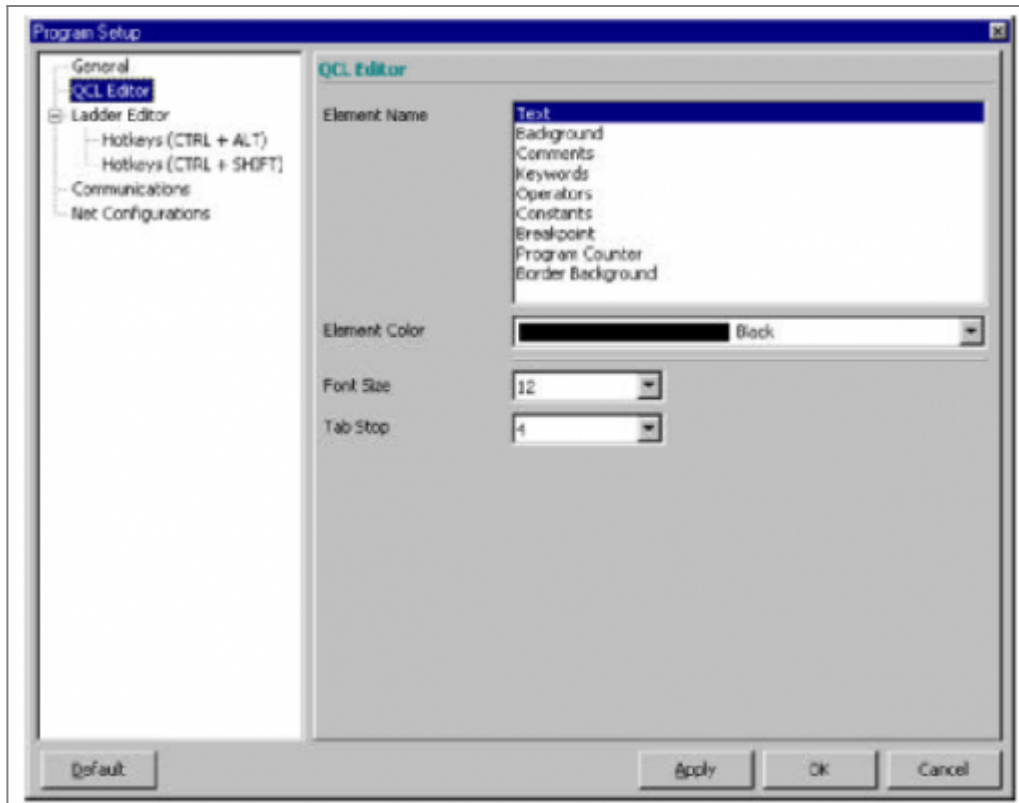 Program Setup
General
QCL Editor
Ladder Editor
Hotkeys (CTRL + ALT)
Hotkeys (CTRL + SHIFT)
Communications
Net Configurations
QCL Editor
Element Name
Text
Background
Comments
Keywords
Operators
Constants
Breakpoint
Program Counter
Border Background
Element Color
Black
Font Size
12
Tab Stop
4
Default
Apply
OK
Cancel